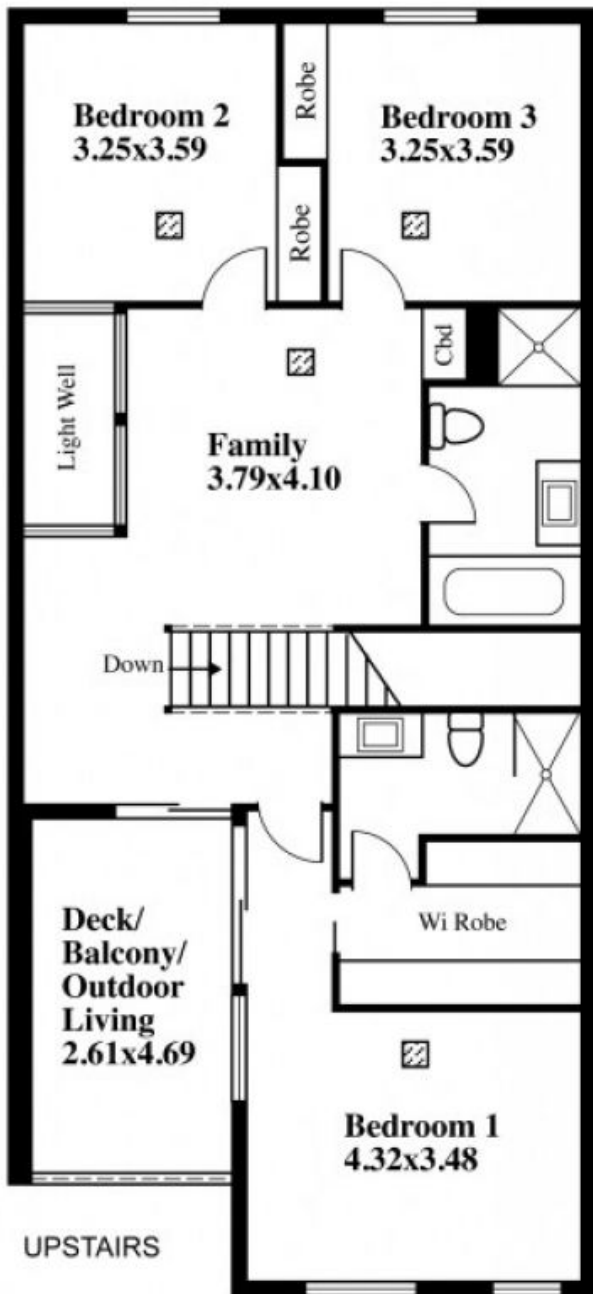 Bedroom 2
3.25x3.59
Robe
Robe
Bedroom 3
3.25x3.59
Light Well
Family
3.79x4.10
Cbd
Down
Wi Robe
Deck/
Balcony/
Outdoor
Living
2.61x4.69
Bedroom 1
4.32x3.48
UPSTAIRS